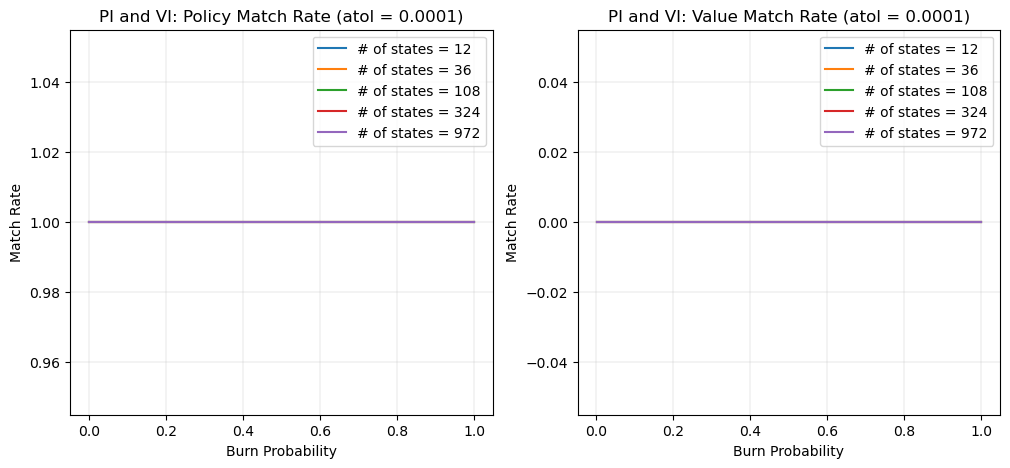 PI and VI: Policy Match Rate (atol = 0.0001)
Match Rate
1.04
1.02
1.00
0.98
0.96
# of states = 12
# of states = 36
# of states = 108
# of states = 324
# of states = 972
0.0 0.2 0.4 0.6 0.8 1.0
Burn Probability
PI and VI: Value Match Rate (atol = 0.0001)
Match Rate
0.04
0.02
0.00
−0.02
−0.04
# of states = 12
# of states = 36
# of states = 108
# of states = 324
# of states = 972
0.0 0.2 0.4 0.6 0.8 1.0
Burn Probability